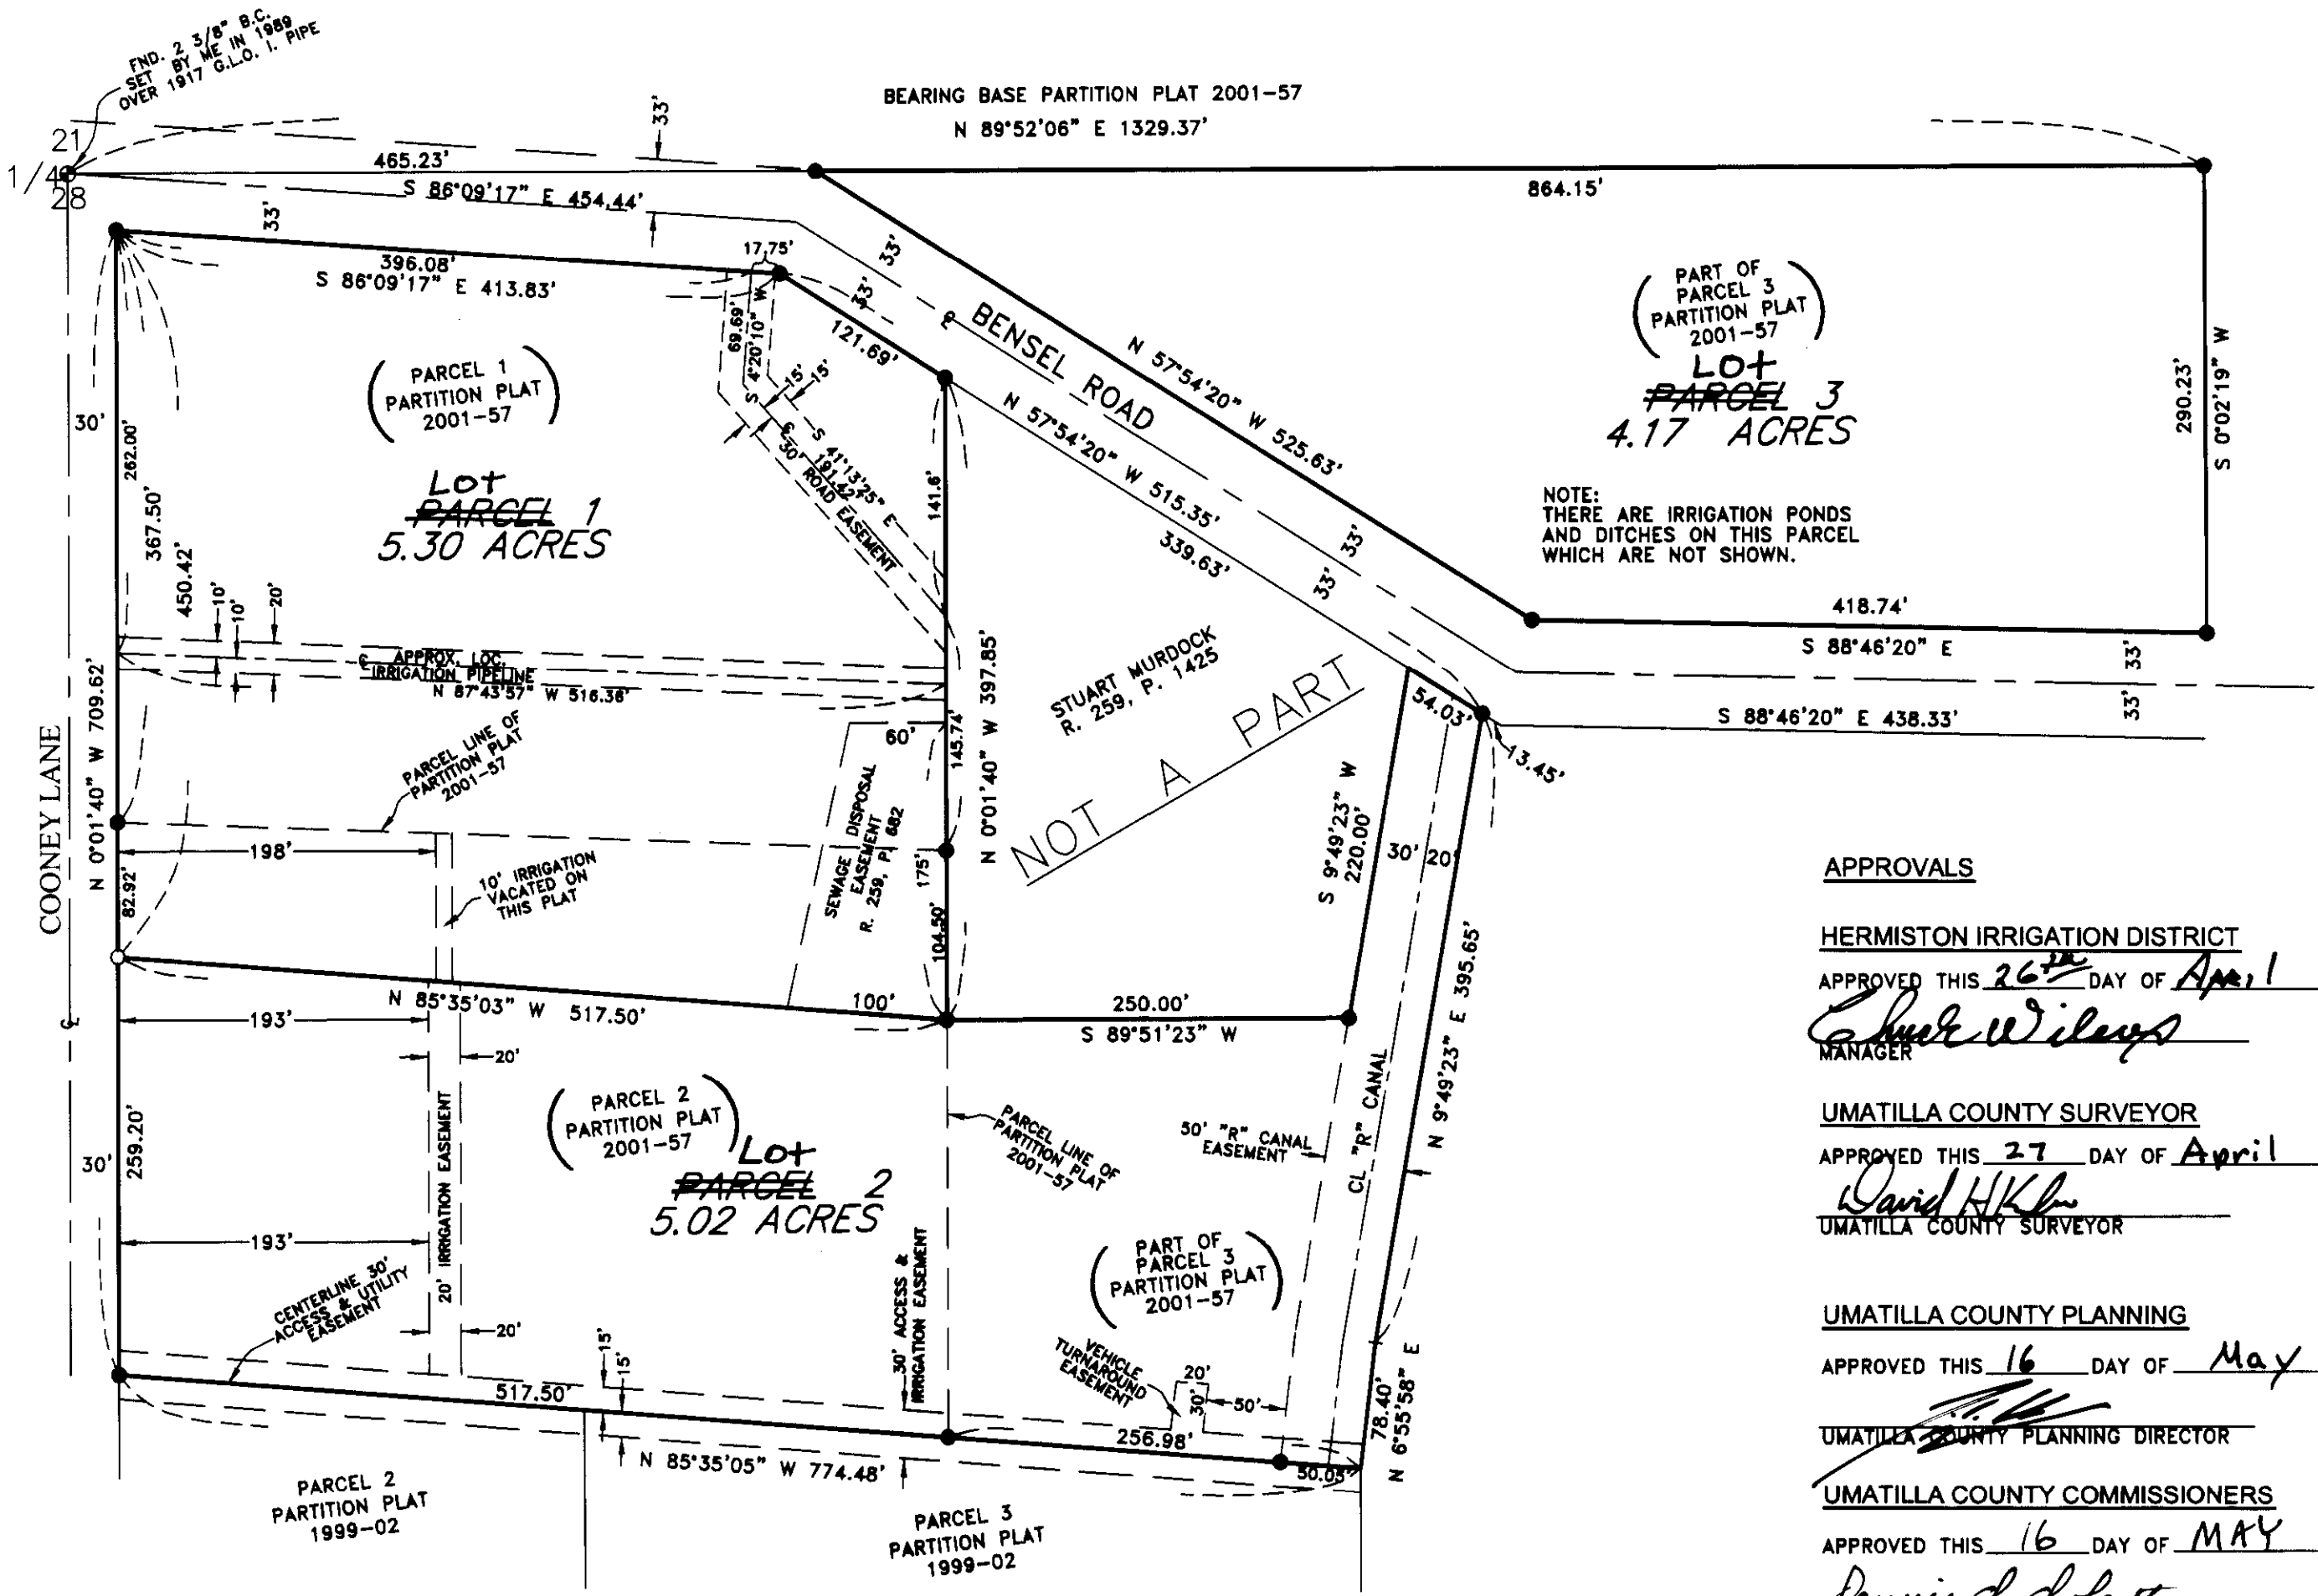 FND. 2 3/8" B.C.
SET BY ME IN 1989
OVER 1917 G.L.O. I. PIPE
BEARING BASE PARTITION PLAT 2001-57
N 89°52'06" E 1329.37'
21
1/4
28
465.23'
33'
864.15'
S 86°09'17" E 454.44'
33'
396.08'
S 86°09'17" E 413.83'
17.75'
33'
33'
121.69'
69.69'
S 4°20'10" W
15'
15'
S 41°13'25" E
191.42'
℄ 30' ROAD EASEMENT
℄ BENSEL ROAD
N 57°54'20" W 525.63'
N 57°54'20" W 515.35'
339.63'
33'
33'
(PART OF
PARCEL 3
PARTITION PLAT
2001-57)
Lot
PARCEL 3
4.17 ACRES
290.23'
S 0°02'19" W
NOTE:
THERE ARE IRRIGATION PONDS
AND DITCHES ON THIS PARCEL
WHICH ARE NOT SHOWN.
418.74'
S 88°46'20" E
33'
33'
S 88°46'20" E 438.33'
13.45'
54.03'
(PARCEL 1
PARTITION PLAT
2001-57)
Lot
PARCEL 1
5.30 ACRES
30'
262.00'
367.50'
450.42'
10'
10'
20'
141.6'
℄ APPROX. LOC.
IRRIGATION PIPELINE
N 87°43'57" W 516.36'
COONEY LANE
N 0°01'40" W 709.62'
℄
PARCEL LINE OF
PARTITION PLAT
2001-57
60'
145.74'
N 0°01'40" W 397.85'
STUART MURDOCK
R. 259, P. 1425
NOT A PART
198'
82.92'
10' IRRIGATION
VACATED ON
THIS PLAT
SEWAGE DISPOSAL
EASEMENT
R. 259, P. 682
175'
104.50'
S 9°49'23" W
220.00'
30'
20'
N 85°35'03" W 517.50'
100'
250.00'
S 89°51'23" W
193'
20'
30'
259.20'
20' IRRIGATION EASEMENT
193'
20'
(PARCEL 2
PARTITION PLAT
2001-57)
Lot
PARCEL 2
5.02 ACRES
PARCEL LINE OF
PARTITION PLAT
2001-57
50' "R" CANAL
EASEMENT
CL "R" CANAL
N 9°49'23" E 395.65'
30' ACCESS &
IRRIGATION EASEMENT
(PART OF
PARCEL 3
PARTITION PLAT
2001-57)
CENTERLINE 30'
ACCESS & UTILITY
EASEMENT
517.50'
15'
15'
VEHICLE
TURNAROUND
EASEMENT
20'
30'
50'
256.98'
50.05'
78.40'
N 6°55'58" E
N 85°35'05" W 774.48'
PARCEL 2
PARTITION PLAT
1999-02
PARCEL 3
PARTITION PLAT
1999-02
APPROVALS
HERMISTON IRRIGATION DISTRICT
APPROVED THIS 26th DAY OF April
MANAGER
UMATILLA COUNTY SURVEYOR
APPROVED THIS 27 DAY OF April
UMATILLA COUNTY SURVEYOR
UMATILLA COUNTY PLANNING
APPROVED THIS 16 DAY OF May
UMATILLA COUNTY PLANNING DIRECTOR
UMATILLA COUNTY COMMISSIONERS
APPROVED THIS 16 DAY OF MAY